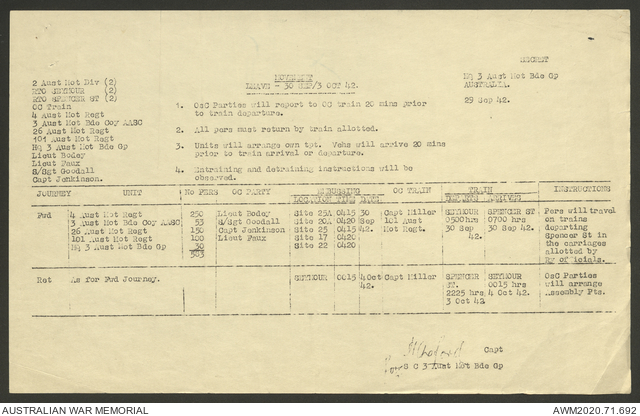 SECRET
MOVEMENT
LEAVE - 30 SEP/3 OCT 42.
HQ 3 Aust Mot Bde Gp
AUSTRALIA.
29 Sep 42.
2 Aust Mot Div (2)
RTO SEYMOUR (2)
RTO SPENCER ST (2)
OC Train
4 Aust Mot Regt
3 Aust Mot Bde Coy AASC
26 Aust Mot Regt
101 Aust Mot Regt
HQ 3 Aust Mot Bde Gp
Lieut Bodey
Lieut Faux
S/Sgt Goodall
Capt Jenkinson.
1. OsC Parties will report to OC train 20 mins prior
to train departure.
2. All pers must return by train allotted.
3. Units will arrange own tpt. Vehs will arrive 20 mins
prior to train arrival or departure.
4. Entraining and detraining instructions will be
observed.
JOURNEY UNIT No PERS OC PARTY EMBUSSING OC TRAIN TRAIN INSTRUCTIONS
LOCATION TIME DATE DEPARTS ARRIVES
Fwd 4 Aust Mot Regt 250 Lieut Bodey Site 25A 0415 30 Capt Miller SEYMOUR SPENCER ST. Pers will travel
3 Aust Mot Bde Coy AASC 53 S/Sgt Goodall Site 20A 0420 Sep 101 Aust 0500hrs 0700 hrs on train
26 Aust Mot Regt 150 Capt Jenkinson Site 25 0415 42. Mot Regt. 30 Sep 30 Sep 42. departing
101 Aust Mot Regt 100 Lieut Faux Site 17 0420 42. Spencer St in
HQ 3 Aust Mot Bde Gp 30 Site 22 0420 the carriages
583 allotted by
Ry officials.
Ret As for Fwd Journey. SEYMOUR 0015 4 Oct Capt Miller SPENCER SEYMOUR OsC Parties
42. ST. 0015 hrs will arrange
2225 hrs 4 Oct 42. Assembly Pts.
3 Oct 42
Capt
for S C 3 Aust Mot Bde Gp
AUSTRALIAN WAR MEMORIAL
AWM2020.71.692